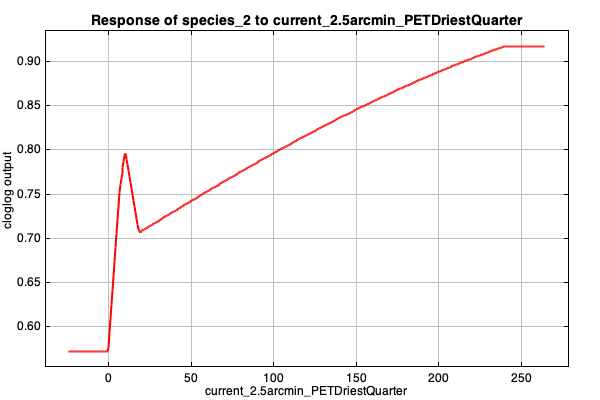 Response of species_2 to current_2.5arcmin_PETDriestQuarter
0.90
0.85
0.80
0.75
0.70
0.65
0.60
cloglog output
0 50 100 150 200 250
current_2.5arcmin_PETDriestQuarter